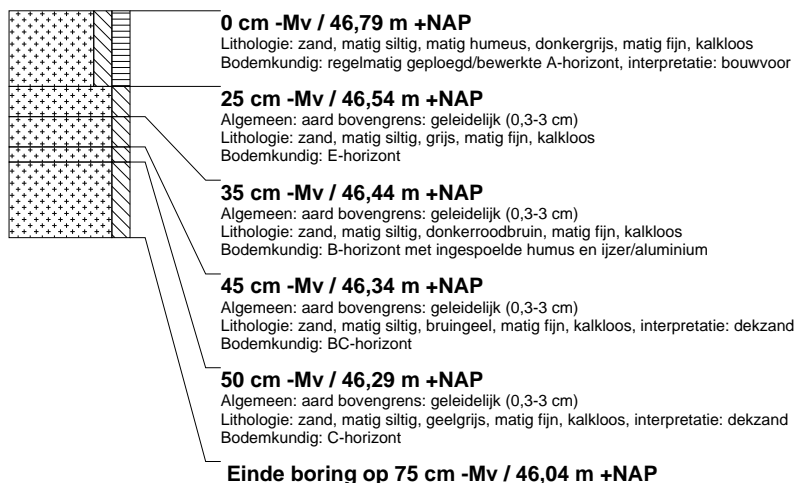 0 cm -Mv / 46,79 m +NAP
Lithologie: zand, matig siltig, matig humeus, donkergrijs, matig fijn, kalkloos
Bodemkundig: regelmatig geploegd/bewerkte A-horizont, interpretatie: bouwvoor
25 cm -Mv / 46,54 m +NAP
Algemeen: aard bovengrens: geleidelijk (0,3-3 cm)
Lithologie: zand, matig siltig, grijs, matig fijn, kalkloos
Bodemkundig: E-horizont
35 cm -Mv / 46,44 m +NAP
Algemeen: aard bovengrens: geleidelijk (0,3-3 cm)
Lithologie: zand, matig siltig, donkerroodbruin, matig fijn, kalkloos
Bodemkundig: B-horizont met ingespoelde humus en ijzer/aluminium
45 cm -Mv / 46,34 m +NAP
Algemeen: aard bovengrens: geleidelijk (0,3-3 cm)
Lithologie: zand, matig siltig, bruingeel, matig fijn, kalkloos, interpretatie: dekzand
Bodemkundig: BC-horizont
50 cm -Mv / 46,29 m +NAP
Algemeen: aard bovengrens: geleidelijk (0,3-3 cm)
Lithologie: zand, matig siltig, geelgrijs, matig fijn, kalkloos, interpretatie: dekzand
Bodemkundig: C-horizont
Einde boring op 75 cm -Mv / 46,04 m +NAP